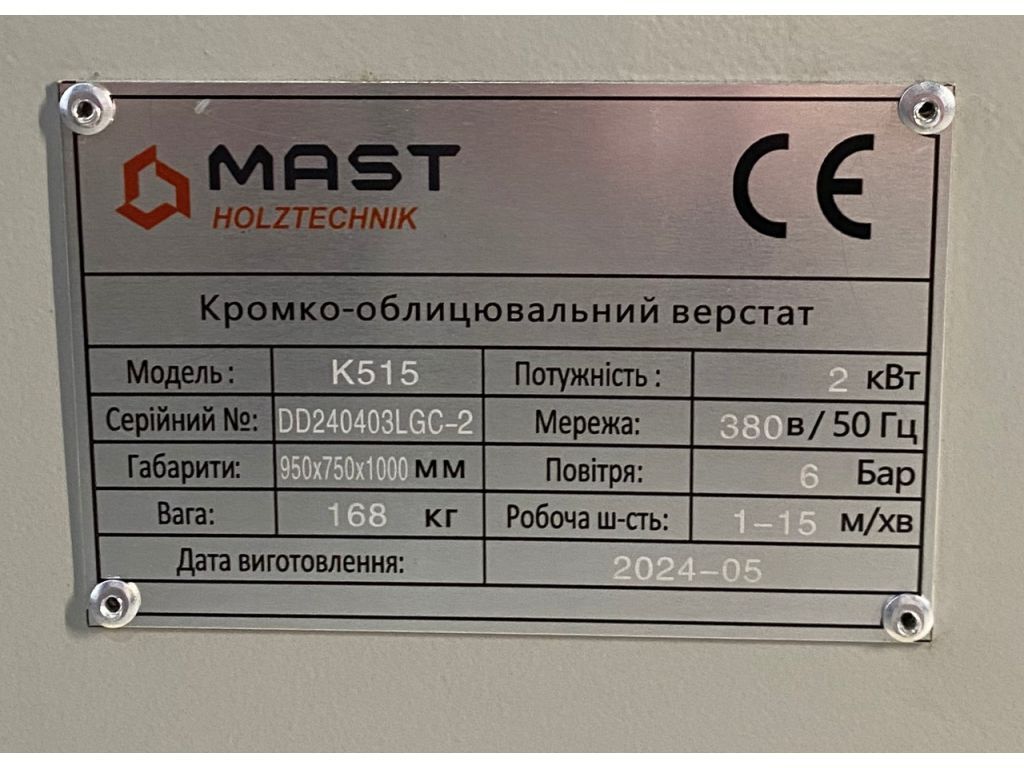 MAST
HOLZTECHNIK
CE
Кромко-облицювальний верстат
Модель: K515 Потужність: 2 кВт
Серійний №: DD240403LGC-2 Мережа: 380в/50 Гц
Габарити: 950x750x1000 мм Повітря: 6 Бар
Вага: 168 кг Робоча ш-сть: 1-15 м/хв
Дата виготовлення: 2024-05